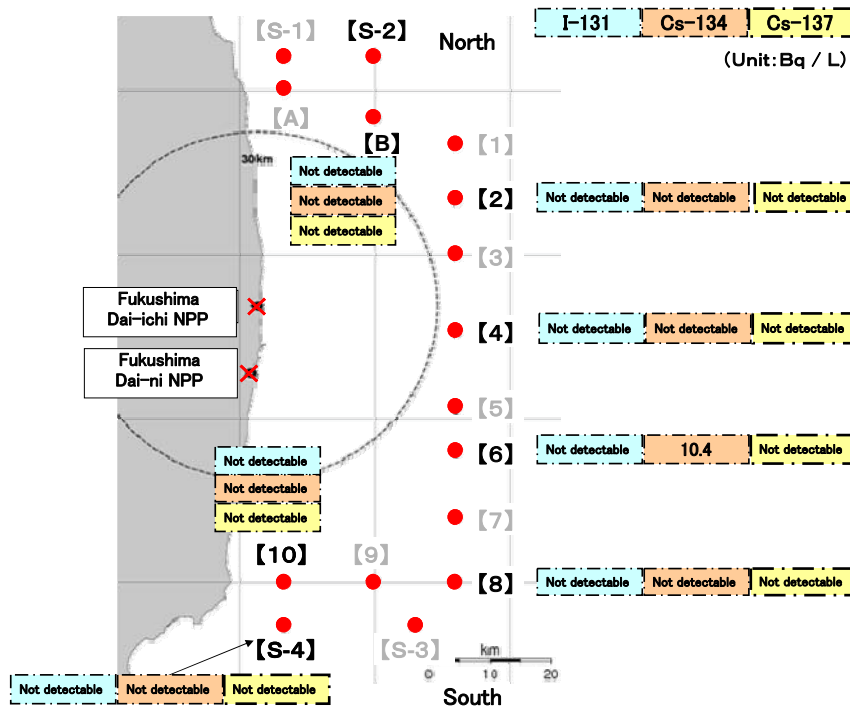 【S-1】 【S-2】 North I-131 Cs-134 Cs-137
(Unit:Bq / L)
【A】
【B】 【1】
30km
Not detectable
Not detectable
Not detectable
【2】 Not detectable Not detectable Not detectable
【3】
Fukushima
Dai-ichi NPP
【4】 Not detectable Not detectable Not detectable
Fukushima
Dai-ni NPP
【5】
【6】 Not detectable 10.4 Not detectable
Not detectable
Not detectable
Not detectable
【7】
【10】 【9】
【8】 Not detectable Not detectable Not detectable
【S-4】 【S-3】
km
0 10 20
Not detectable Not detectable Not detectable
South